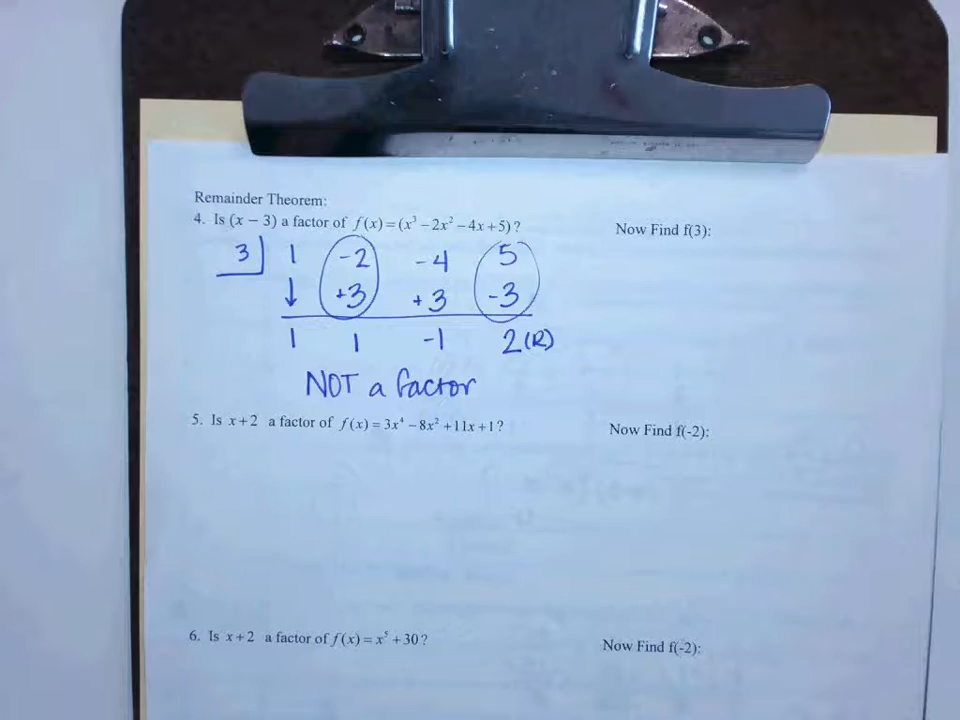 Remainder Theorem:
4. Is (x − 3) a factor of f(x)=(x³ − 2x² − 4x + 5)?
Now Find f(3):
3 1 -2 -4 5
↓ +3 +3 -3
1 1 -1 2(R)
NOT a factor
5. Is x+2 a factor of f(x) = 3x⁴ − 8x² + 11x + 1?
Now Find f(-2):
6. Is x+2 a factor of f(x) = x⁵ + 30?
Now Find f(-2):